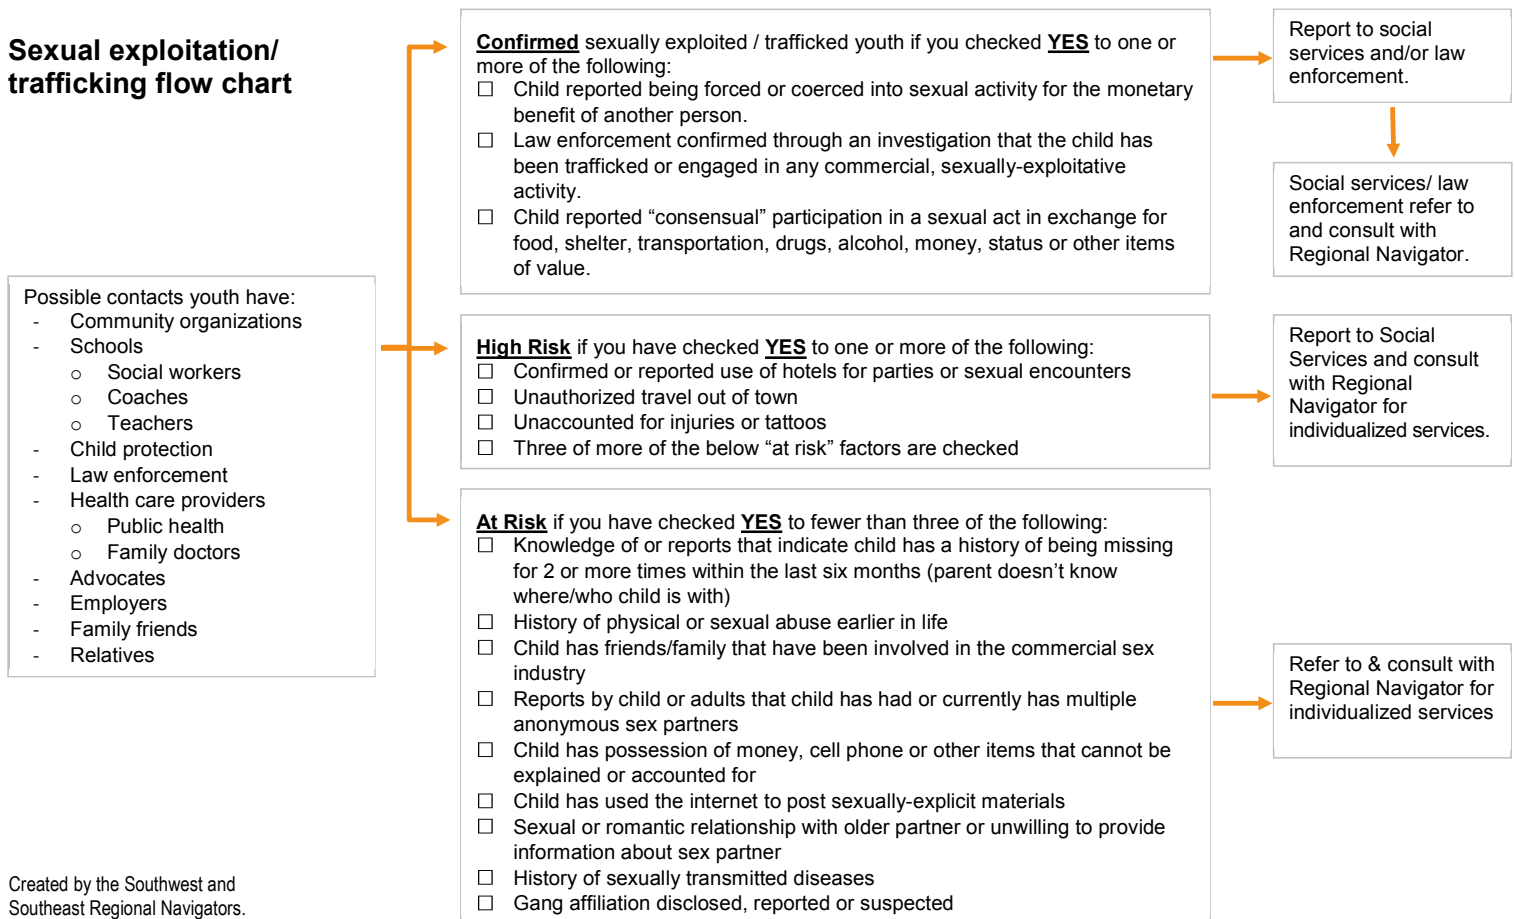 Sexual exploitation/
trafficking flow chart
Possible contacts youth have:
- Community organizations
- Schools
o Social workers
o Coaches
o Teachers
- Child protection
- Law enforcement
- Health care providers
o Public health
o Family doctors
- Advocates
- Employers
- Family friends
- Relatives
Confirmed sexually exploited / trafficked youth if you checked YES to one or
more of the following:
☐ Child reported being forced or coerced into sexual activity for the monetary
benefit of another person.
☐ Law enforcement confirmed through an investigation that the child has
been trafficked or engaged in any commercial, sexually-exploitative
activity.
☐ Child reported “consensual” participation in a sexual act in exchange for
food, shelter, transportation, drugs, alcohol, money, status or other items
of value.
Report to social
services and/or law
enforcement.
Social services/ law
enforcement refer to
and consult with
Regional Navigator.
High Risk if you have checked YES to one or more of the following:
☐ Confirmed or reported use of hotels for parties or sexual encounters
☐ Unauthorized travel out of town
☐ Unaccounted for injuries or tattoos
☐ Three of more of the below “at risk” factors are checked
Report to Social
Services and consult
with Regional
Navigator for
individualized services.
At Risk if you have checked YES to fewer than three of the following:
☐ Knowledge of or reports that indicate child has a history of being missing
for 2 or more times within the last six months (parent doesn’t know
where/who child is with)
☐ History of physical or sexual abuse earlier in life
☐ Child has friends/family that have been involved in the commercial sex
industry
☐ Reports by child or adults that child has had or currently has multiple
anonymous sex partners
☐ Child has possession of money, cell phone or other items that cannot be
explained or accounted for
☐ Child has used the internet to post sexually-explicit materials
☐ Sexual or romantic relationship with older partner or unwilling to provide
information about sex partner
☐ History of sexually transmitted diseases
☐ Gang affiliation disclosed, reported or suspected
Refer to & consult with
Regional Navigator for
individualized services
Created by the Southwest and
Southeast Regional Navigators.